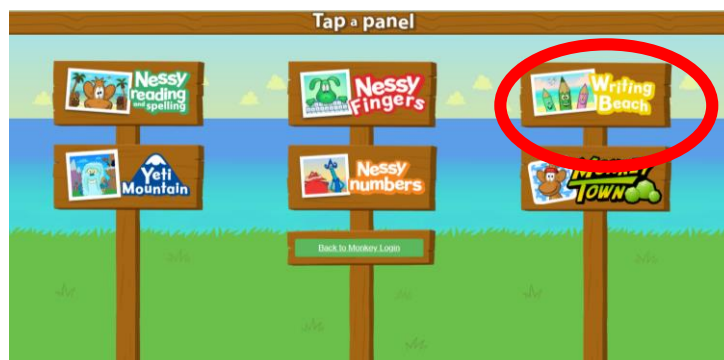 Tap a panel
Nessy
reading
and spelling
Nessy
Fingers
Writing
Beach
Yeti
Mountain
Nessy
numbers
Monkey
Town
Back to Monkey Login